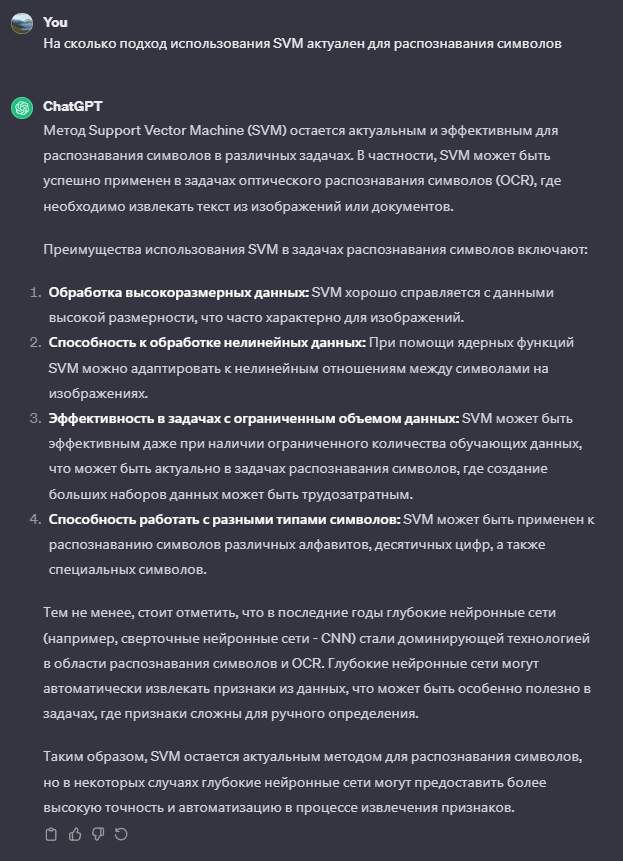 You
На сколько подход использования SVM актуален для распознавания символов
ChatGPT
Метод Support Vector Machine (SVM) остается актуальным и эффективным для
распознавания символов в различных задачах. В частности, SVM может быть
успешно применен в задачах оптического распознавания символов (OCR), где
необходимо извлекать текст из изображений или документов.
Преимущества использования SVM в задачах распознавания символов включают:
1. Обработка высокоразмерных данных: SVM хорошо справляется с данными
высокой размерности, что часто характерно для изображений.
2. Способность к обработке нелинейных данных: При помощи ядерных функций
SVM можно адаптировать к нелинейным отношениям между символами на
изображениях.
3. Эффективность в задачах с ограниченным объемом данных: SVM может быть
эффективным даже при наличии ограниченного количества обучающих данных,
что может быть актуально в задачах распознавания символов, где создание
больших наборов данных может быть трудозатратным.
4. Способность работать с разными типами символов: SVM может быть применен к
распознаванию символов различных алфавитов, десятичных цифр, а также
специальных символов.
Тем не менее, стоит отметить, что в последние годы глубокие нейронные сети
(например, сверточные нейронные сети - CNN) стали доминирующей технологией
в области распознавания символов и OCR. Глубокие нейронные сети могут
автоматически извлекать признаки из данных, что может быть особенно полезно в
задачах, где признаки сложны для ручного определения.
Таким образом, SVM остается актуальным методом для распознавания символов,
но в некоторых случаях глубокие нейронные сети могут предоставить более
высокую точность и автоматизацию в процессе извлечения признаков.